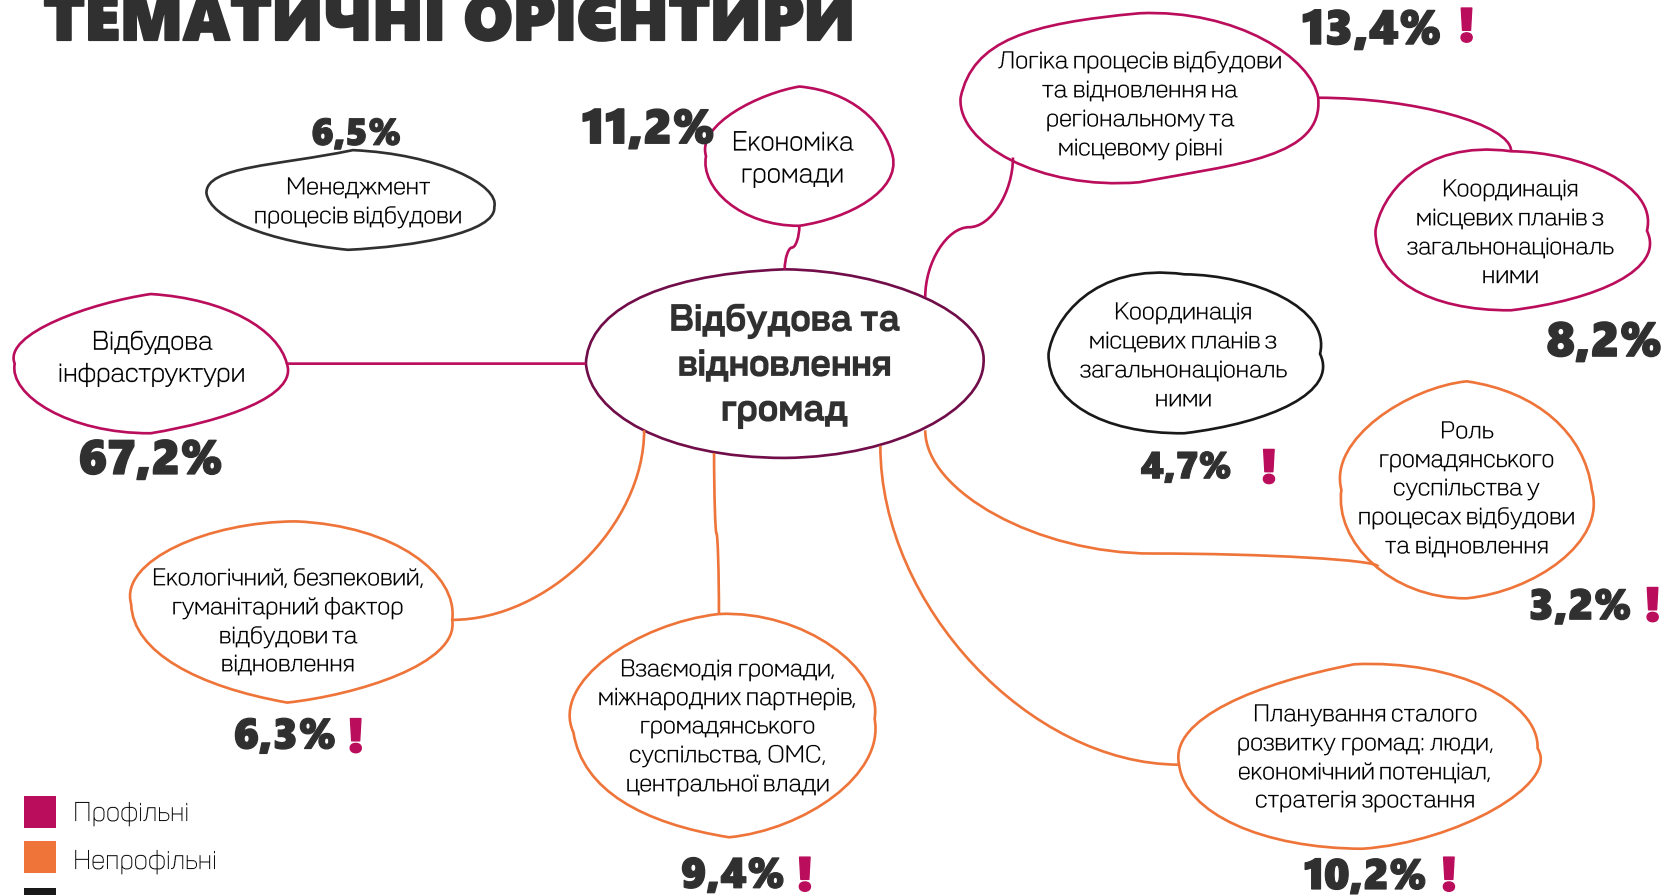 ТЕМАТИЧНІ ОРІЄНТИРИ
13,4% !
Логіка процесів відбудови
та відновлення на
регіональному та
місцевому рівні
11,2%
Економіка
громади
6,5%
Менеджмент
процесів відбудови
Координація
місцевих планів з
загальнонаціональ
ними
8,2%
Відбудова та
відновлення
громад
Координація
місцевих планів з
загальнонаціональ
ними
4,7% !
Відбудова
інфраструктури
67,2%
Роль
громадянського
суспільства у
процесах відбудови
та відновлення
3,2% !
Екологічний, безпековий,
гуманітарний фактор
відбудови та
відновлення
6,3% !
Взаємодія громади,
міжнародних партнерів,
громадянського
суспільства, ОМС,
центральної влади
9,4% !
Планування сталого
розвитку громад: люди,
економічний потенціал,
стратегія зростання
10,2% !
Профільні
Непрофільні